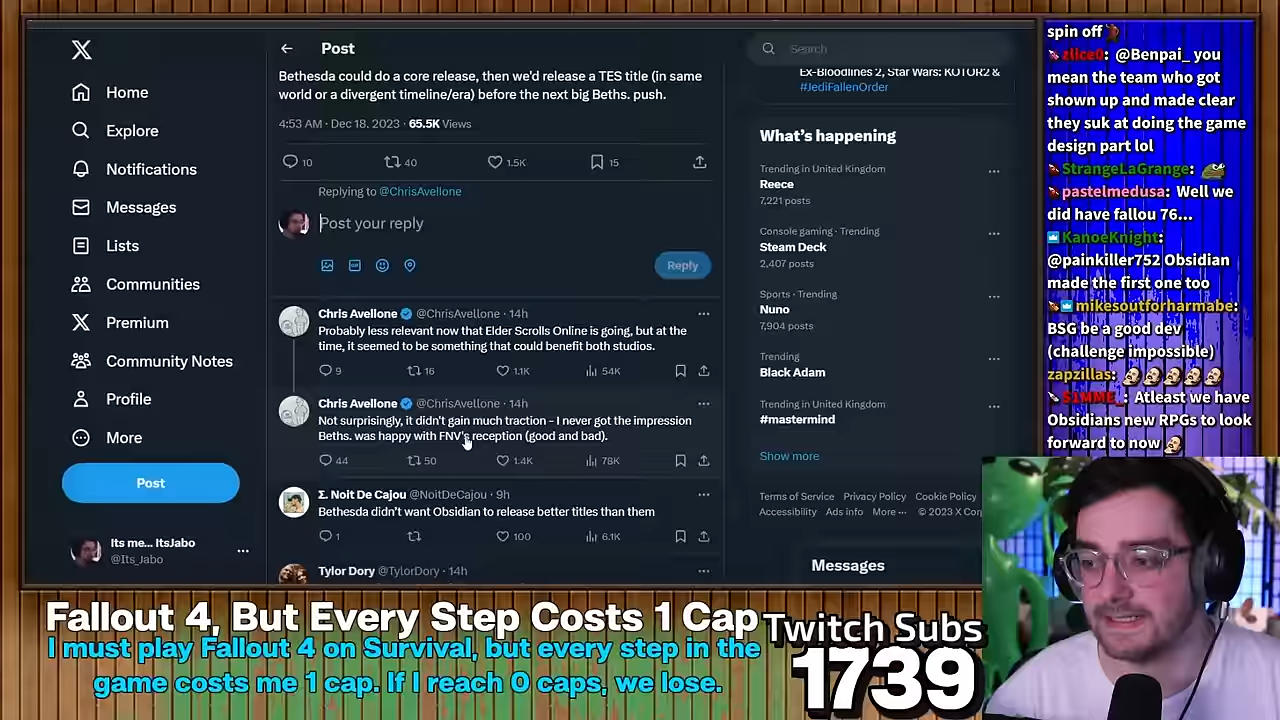 Home
Explore
Notifications
Messages
Lists
Communities
Premium
Community Notes
Profile
More
Post
Its me... ItsJabo
@Its_Jabo
Post
Bethesda could do a core release, then we'd release a TES title (in same
world or a divergent timeline/era) before the next big Beths. push.
4:53 AM · Dec 18, 2023 · 65.5K Views
10 40 1.5K 15
Replying to @ChrisAvellone
Post your reply
Reply
Chris Avellone @ChrisAvellone · 14h
Probably less relevant now that Elder Scrolls Online is going, but at the
time, it seemed to be something that could benefit both studios.
9 16 1.1K 54K
Chris Avellone @ChrisAvellone · 14h
Not surprisingly, it didn't gain much traction - I never got the impression
Beths. was happy with FNV's reception (good and bad).
44 50 1.4K 78K
Σ. Noit De Cajou @NoitDeCajou · 9h
Bethesda didn't want Obsidian to release better titles than them
1 100 6.1K
Tylor Dory @TylorDory · 14h
Search
Ex-Bloodlines 2, Star Wars: KOTOR2 &
#JediFallenOrder
What's happening
Trending in United Kingdom
Reece
7,221 posts
Console gaming · Trending
Steam Deck
2,407 posts
Sports · Trending
Nuno
7,904 posts
Trending
Black Adam
Trending in United Kingdom
#mastermind
Show more
Terms of Service Privacy Policy Cookie Policy
Accessibility Ads info More ··· © 2023 X Corp
Messages
spin off
zlice0: @Benpai_ you
mean the team who got
shown up and made clear
they suk at doing the game
design part lol
StrangeLaGrange:
pastelmedusa: Well we
did have fallou 76...
KanoeKnight:
@painkiller752 Obsidian
made the first one too
mikesoutforharmabe:
BSG be a good dev
(challenge impossible)
zapzillas:
S1MME_: Atleast we have
Obsidians new RPGs to look
forward to now
Fallout 4, But Every Step Costs 1 Cap
I must play Fallout 4 on Survival, but every step in the
game costs me 1 cap. If I reach 0 caps, we lose.
Twitch Subs
1739